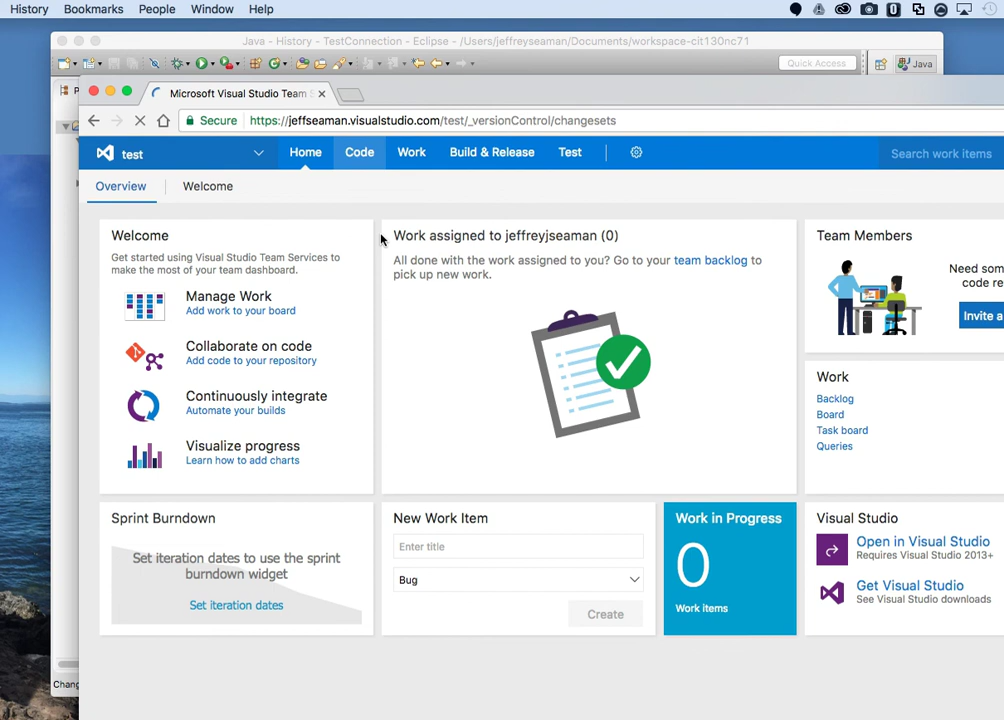 History Bookmarks People Window Help
Java - History - TestConnection - Eclipse - /Users/jeffreyseaman/Documents/workspace-cit130nc71
Quick Access
Java
Microsoft Visual Studio Team S
Secure https://jeffseaman.visualstudio.com/test/_versionControl/changesets
test Home Code Work Build & Release Test Search work items
Overview Welcome
Welcome
Get started using Visual Studio Team Services to
make the most of your team dashboard.
Manage Work
Add work to your board
Collaborate on code
Add code to your repository
Continuously integrate
Automate your builds
Visualize progress
Learn how to add charts
Work assigned to jeffreyjseaman (0)
All done with the work assigned to you? Go to your team backlog to
pick up new work.
Team Members
Need som
code re
Invite a
Work
Backlog
Board
Task board
Queries
Sprint Burndown
Set iteration dates to use the sprint
burndown widget
Set iteration dates
New Work Item
Enter title
Bug
Create
Work in Progress
0
Work items
Visual Studio
Open in Visual Studio
Requires Visual Studio 2013+
Get Visual Studio
See Visual Studio downloads
Chang